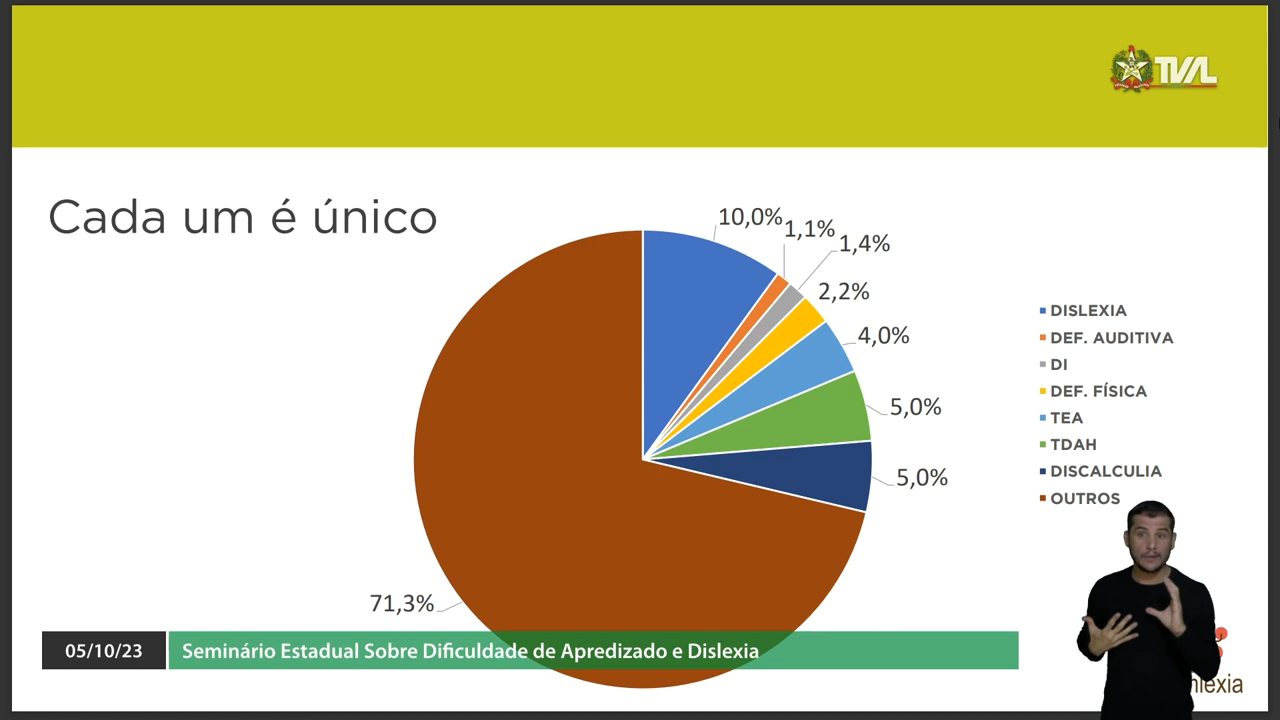 TVAL
Cada um é único
10,0%
1,1%
1,4%
2,2%
4,0%
5,0%
5,0%
71,3%
DISLEXIA
DEF. AUDITIVA
DI
DEF. FÍSICA
TEA
TDAH
DISCALCULIA
OUTROS
05/10/23
Seminário Estadual Sobre Dificuldade de Apredizado e Dislexia